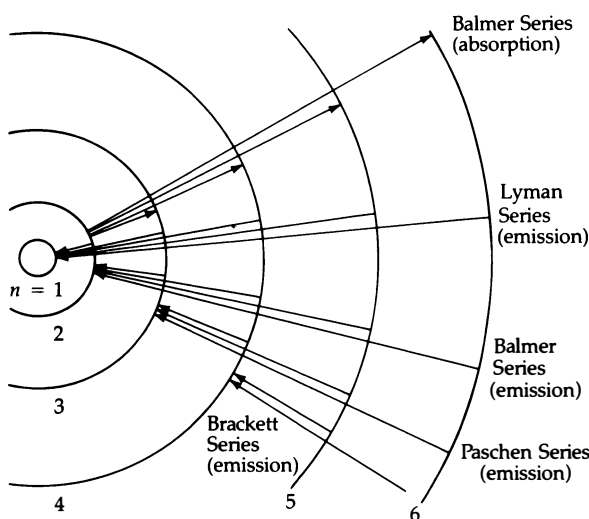 Balmer Series
(absorption)
Lyman
Series
(emission)
n = 1
2
Balmer
Series
(emission)
3
Brackett
Series
(emission)
Paschen Series
(emission)
4
5
6